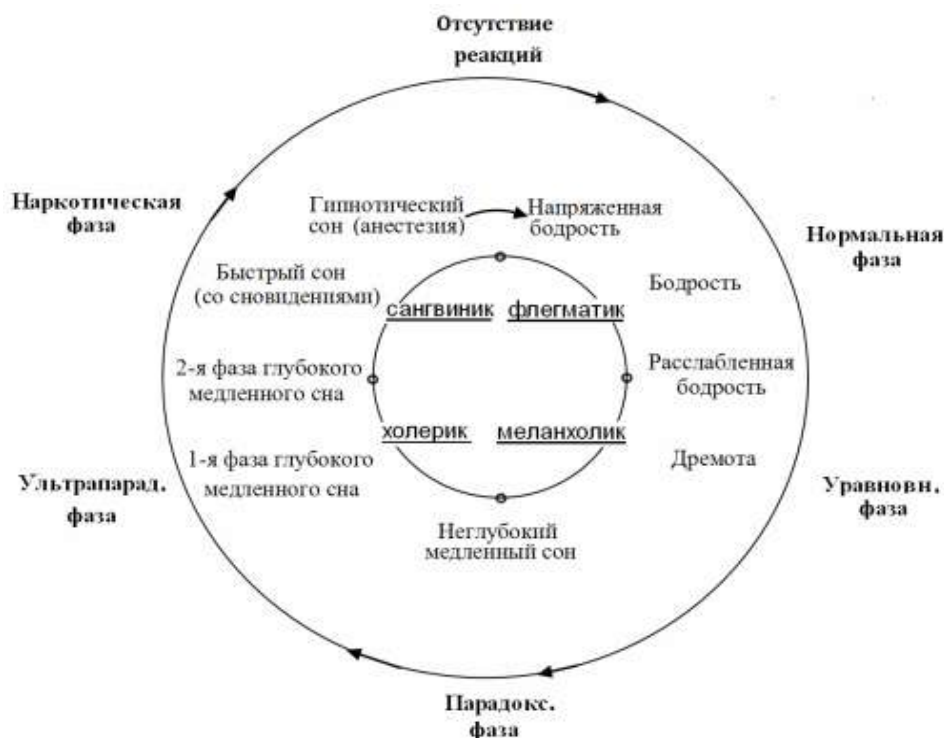 Отсутствие
реакций
Наркотическая
фаза
Гипнотический
сон (анестезия)
Напряженная
бодрость
Нормальная
фаза
Быстрый сон
(со сновидениями)
Бодрость
сангвиник
флегматик
2-я фаза глубокого
медленного сна
Расслабленная
бодрость
холерик
меланхолик
1-я фаза глубокого
медленного сна
Дремота
Ультрапарад.
фаза
Уравновн.
фаза
Неглубокий
медленный сон
Парадокс.
фаза